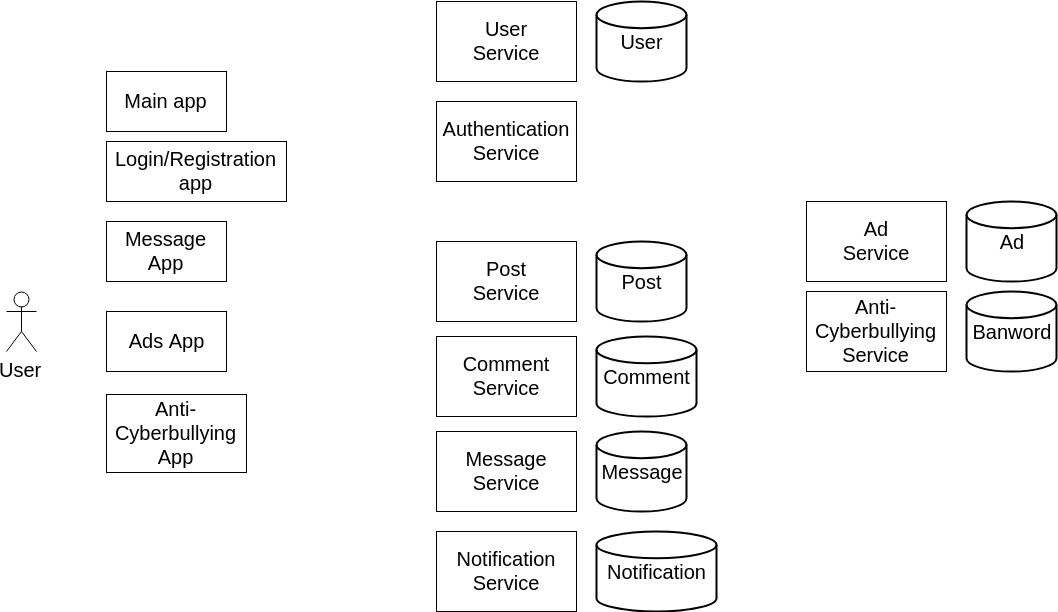 Main app
Login/Registration
app
Message
App
Ads App
Anti-
Cyberbullying
App
User
User
Service
User
Authentication
Service
Post
Service
Post
Comment
Service
Comment
Message
Service
Message
Notification
Service
Notification
Ad
Service
Ad
Anti-
Cyberbullying
Service
Banword